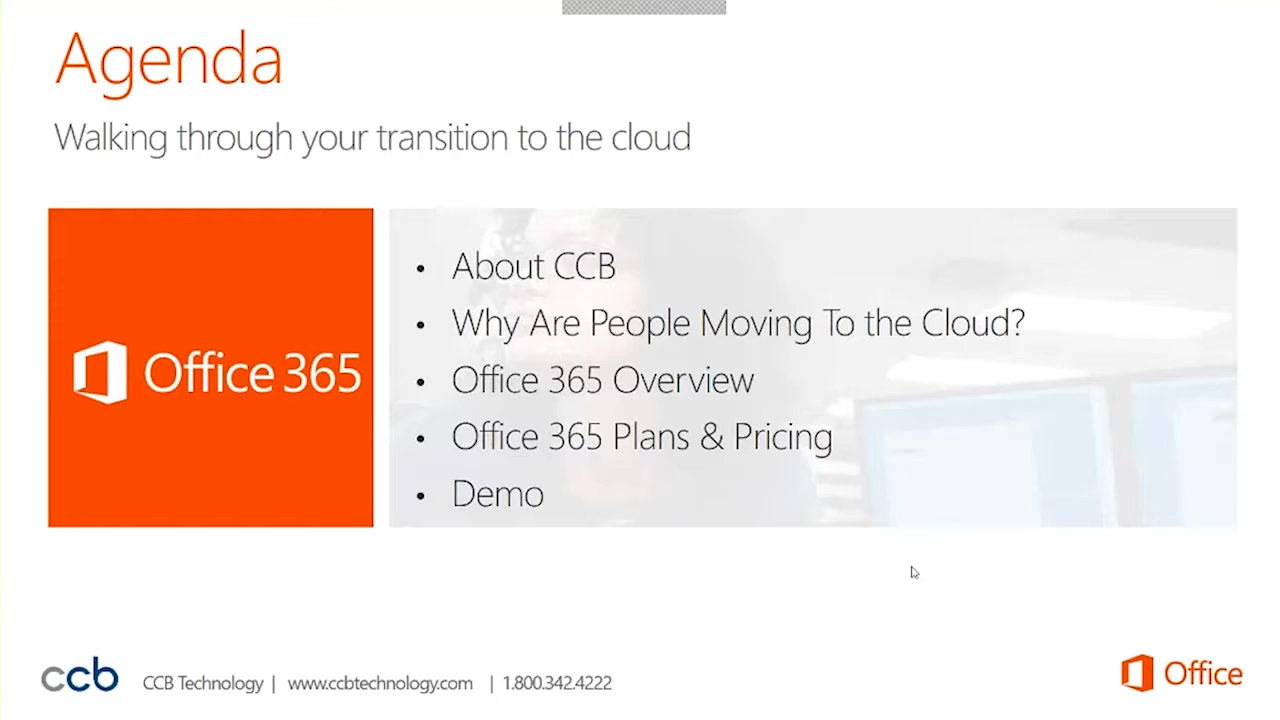 Agenda
Walking through your transition to the cloud
Office 365
• About CCB
• Why Are People Moving To the Cloud?
• Office 365 Overview
• Office 365 Plans & Pricing
• Demo
ccb CCB Technology | www.ccbtechnology.com | 1.800.342.4222
Office